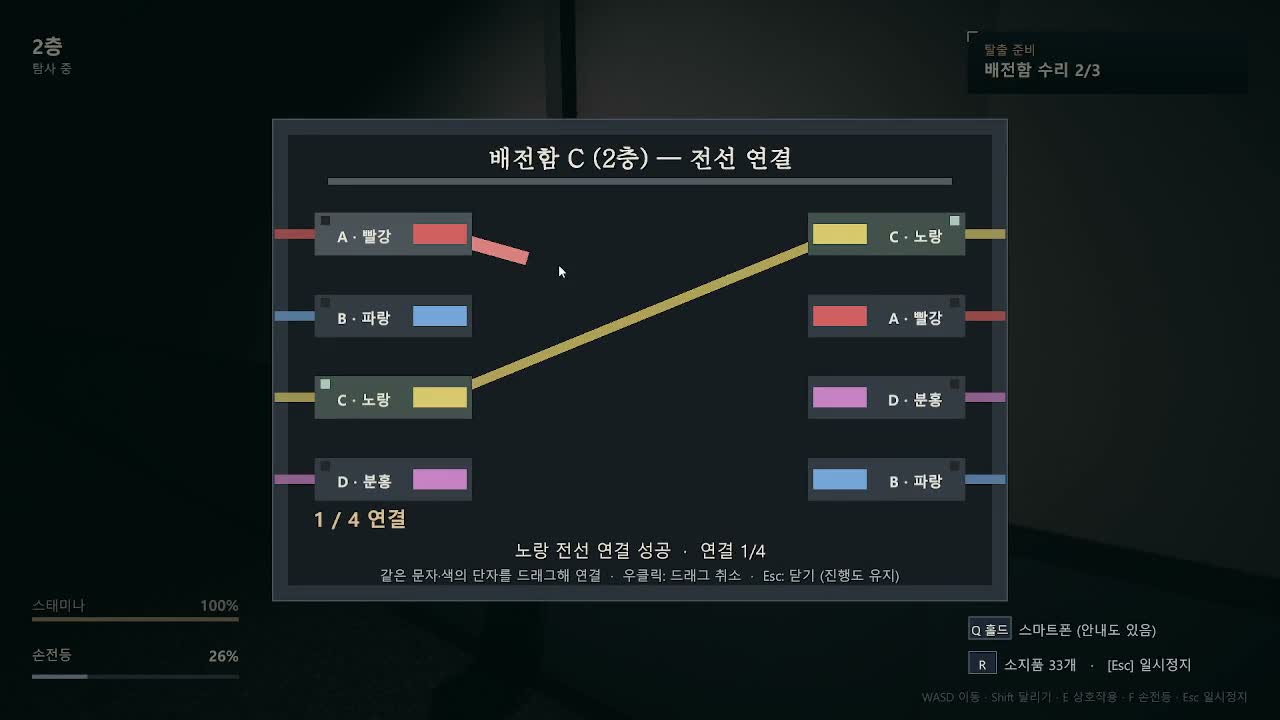 2층
탐사 중
탈출 준비
배전함 수리 2/3
배전함 C (2층) — 전선 연결
A · 빨강
C · 노랑
B · 파랑
A · 빨강
C · 노랑
D · 분홍
D · 분홍
B · 파랑
1 / 4 연결
노랑 전선 연결 성공 · 연결 1/4
같은 문자·색의 단자를 드래그해 연결 · 우클릭: 드래그 취소 · Esc: 닫기 (진행도 유지)
스태미나 100%
손전등 26%
Q 홀드 스마트폰 (안내도 있음)
R 소지품 33개 · [Esc] 일시정지
WASD 이동 · Shift 달리기 · E 상호작용 · F 손전등 · Esc 일시정지